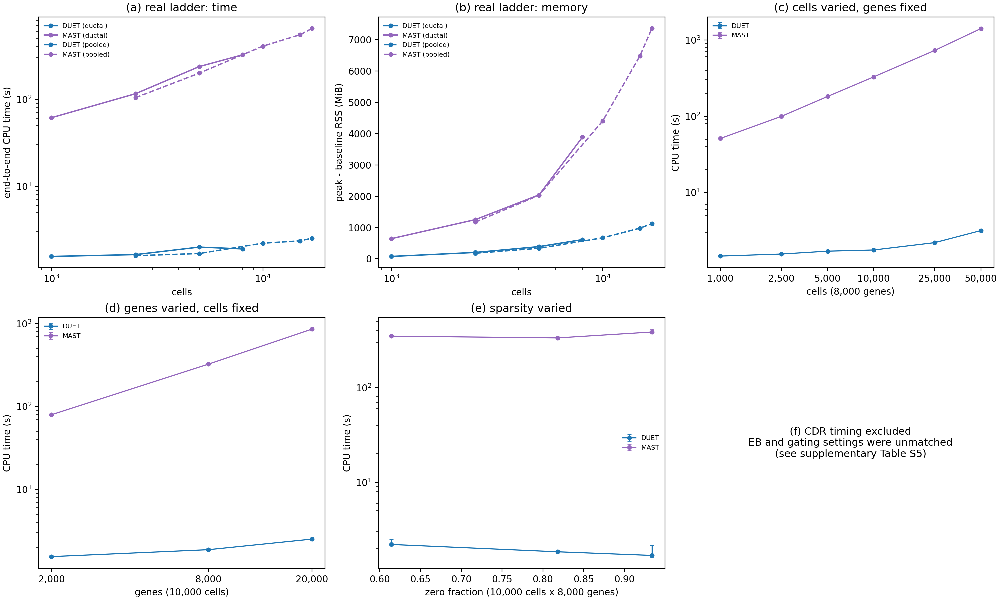 (a) real ladder: time
end-to-end CPU time (s)
10²
10¹
DUET (ductal)
MAST (ductal)
DUET (pooled)
MAST (pooled)
10³
10⁴
cells
(b) real ladder: memory
peak - baseline RSS (MiB)
7000
6000
5000
4000
3000
2000
1000
0
DUET (ductal)
MAST (ductal)
DUET (pooled)
MAST (pooled)
10³
10⁴
cells
(c) cells varied, genes fixed
CPU time (s)
10³
10²
10¹
DUET
MAST
1,000
2,500
5,000
10,000
25,000
50,000
cells (8,000 genes)
(d) genes varied, cells fixed
CPU time (s)
10³
10²
10¹
DUET
MAST
2,000
8,000
20,000
genes (10,000 cells)
(e) sparsity varied
CPU time (s)
10²
10¹
DUET
MAST
0.60
0.65
0.70
0.75
0.80
0.85
0.90
zero fraction (10,000 cells x 8,000 genes)
(f) CDR timing excluded
EB and gating settings were unmatched
(see supplementary Table S5)